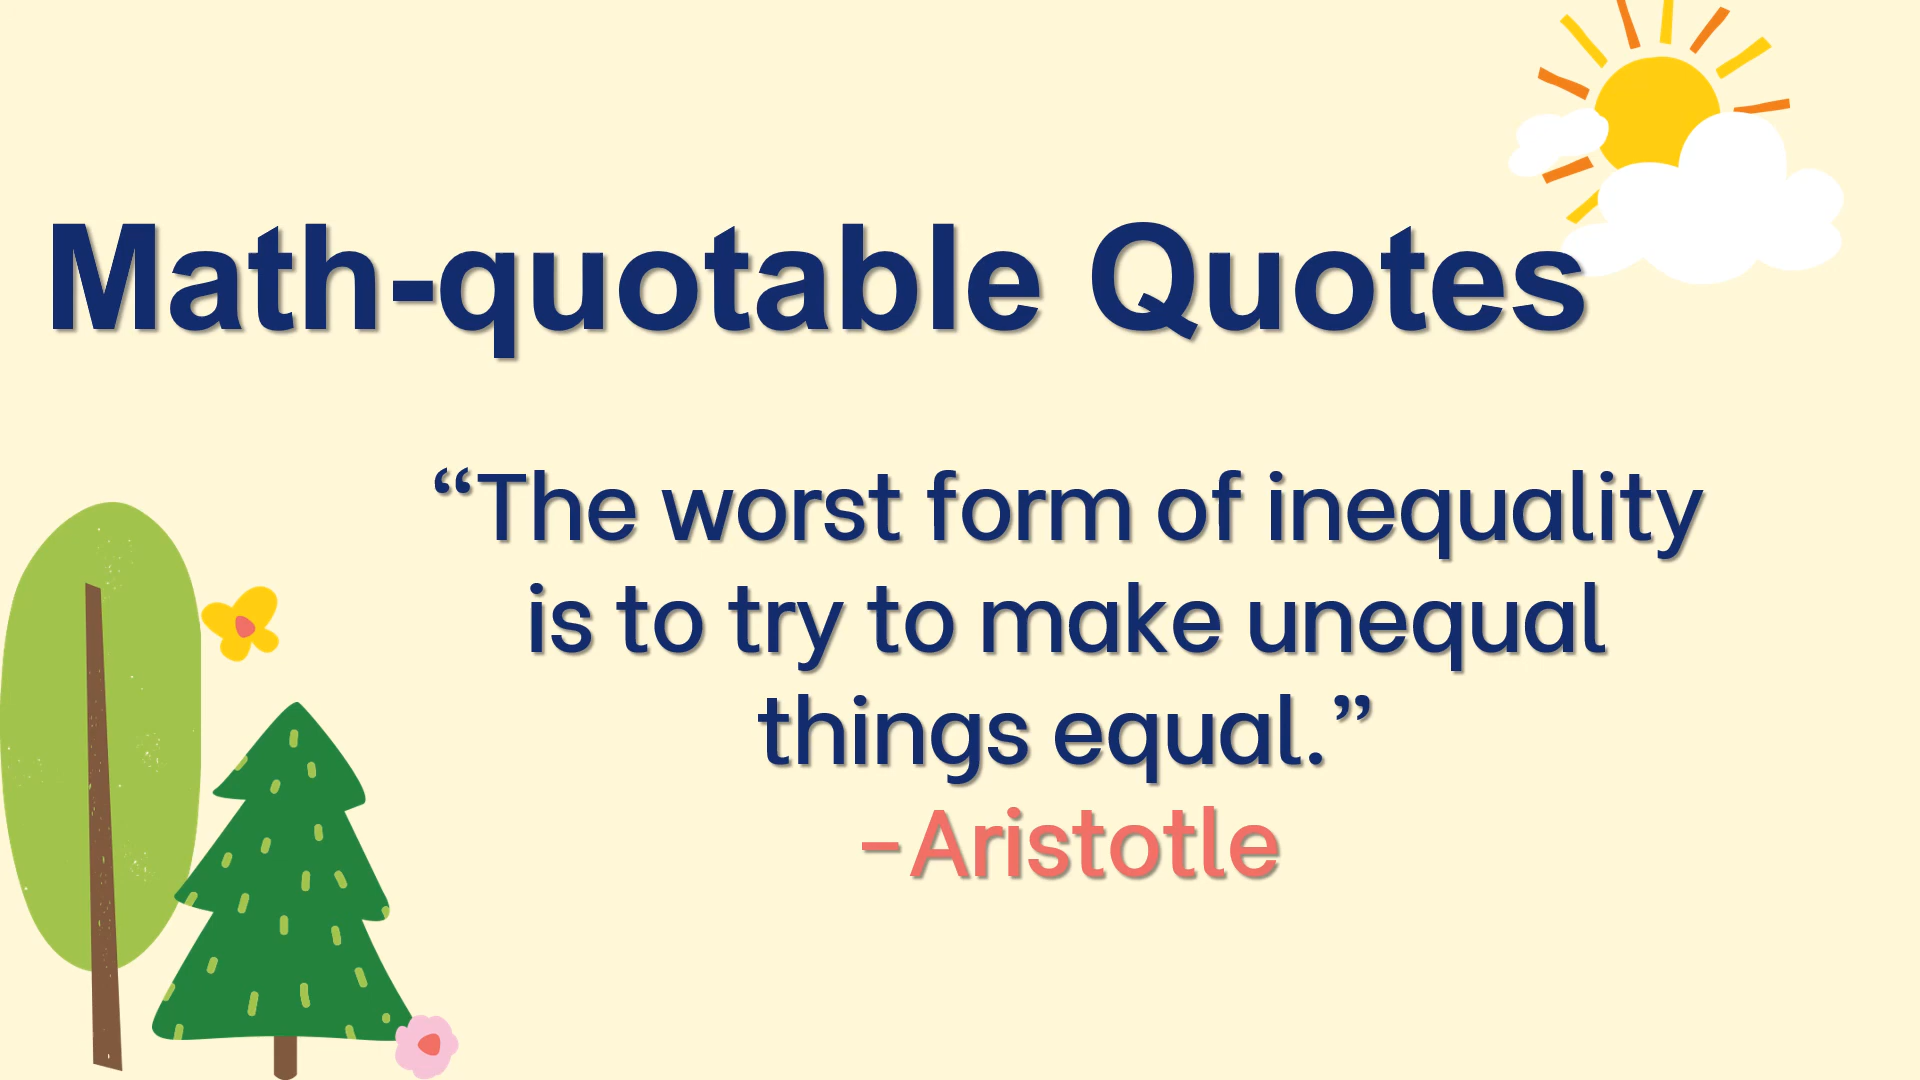 Math-quotable Quotes
“The worst form of inequality
is to try to make unequal
things equal.”
–Aristotle